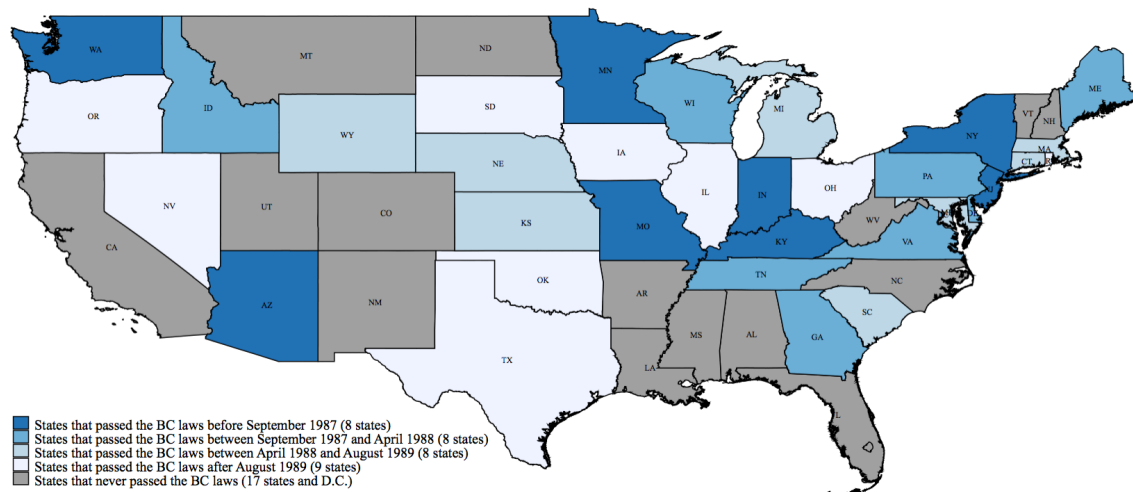 WA
MT
ND
MN
ME
OR
ID
SD
WI
MI
VT
NH
NY
WY
MA
IA
NE
CT
PA
NV
UT
CO
IL
IN
OH
NJ
KS
MO
WV
DE
CA
KY
VA
AZ
NM
OK
TN
NC
AR
SC
TX
MS
AL
GA
LA
States that passed the BC laws before September 1987 (8 states)
States that passed the BC laws between September 1987 and April 1988 (8 states)
States that passed the BC laws between April 1988 and August 1989 (8 states)
States that passed the BC laws after August 1989 (9 states)
States that never passed the BC laws (17 states and D.C.)